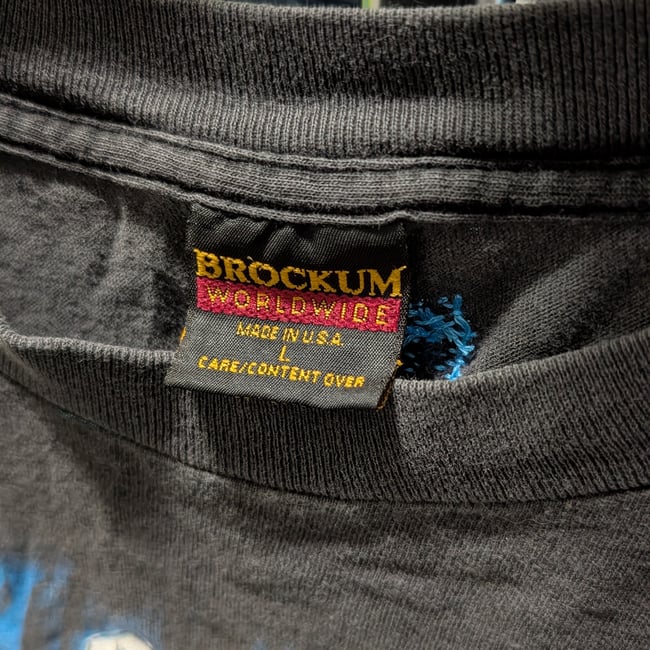 BROCKUM
WORLDWIDE
MADE IN U.S.A.
L
CARE/CONTENT OVER